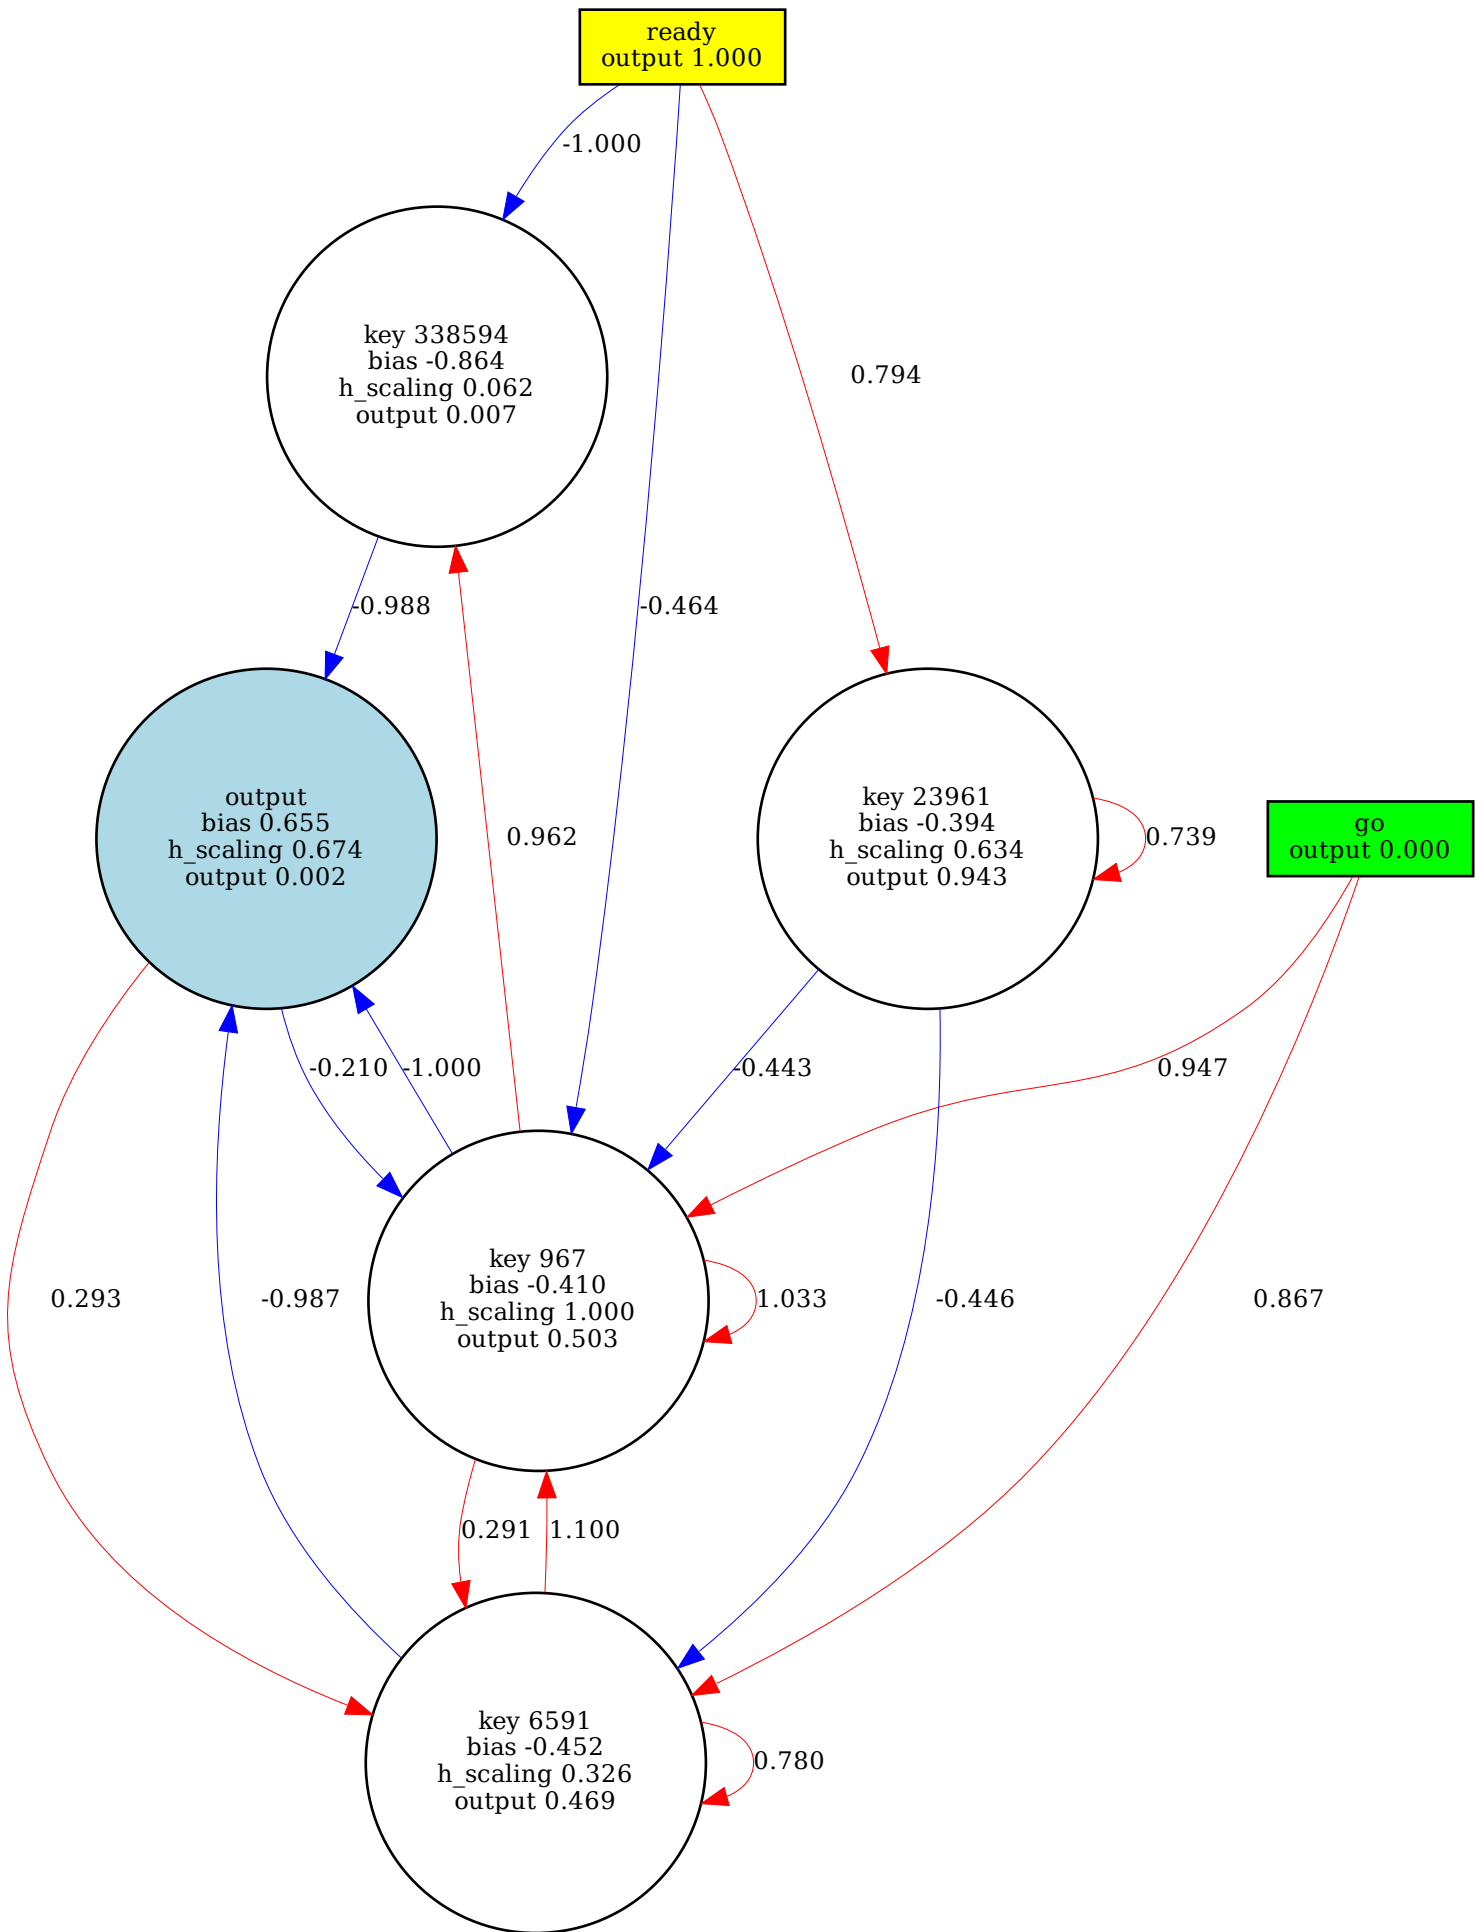 ready
output 1.000
-1.000
key 338594
bias -0.864
h_scaling 0.062
output 0.007
0.794
-0.988
-0.464
output
bias 0.655
h_scaling 0.674
output 0.002
0.962
key 23961
bias -0.394
h_scaling 0.634
output 0.943
0.739
go
output 0.000
-0.210
-1.000
-0.443
0.947
0.293
-0.987
key 967
bias -0.410
h_scaling 1.000
output 0.503
1.033
-0.446
0.867
0.291
1.100
key 6591
bias -0.452
h_scaling 0.326
output 0.469
0.780